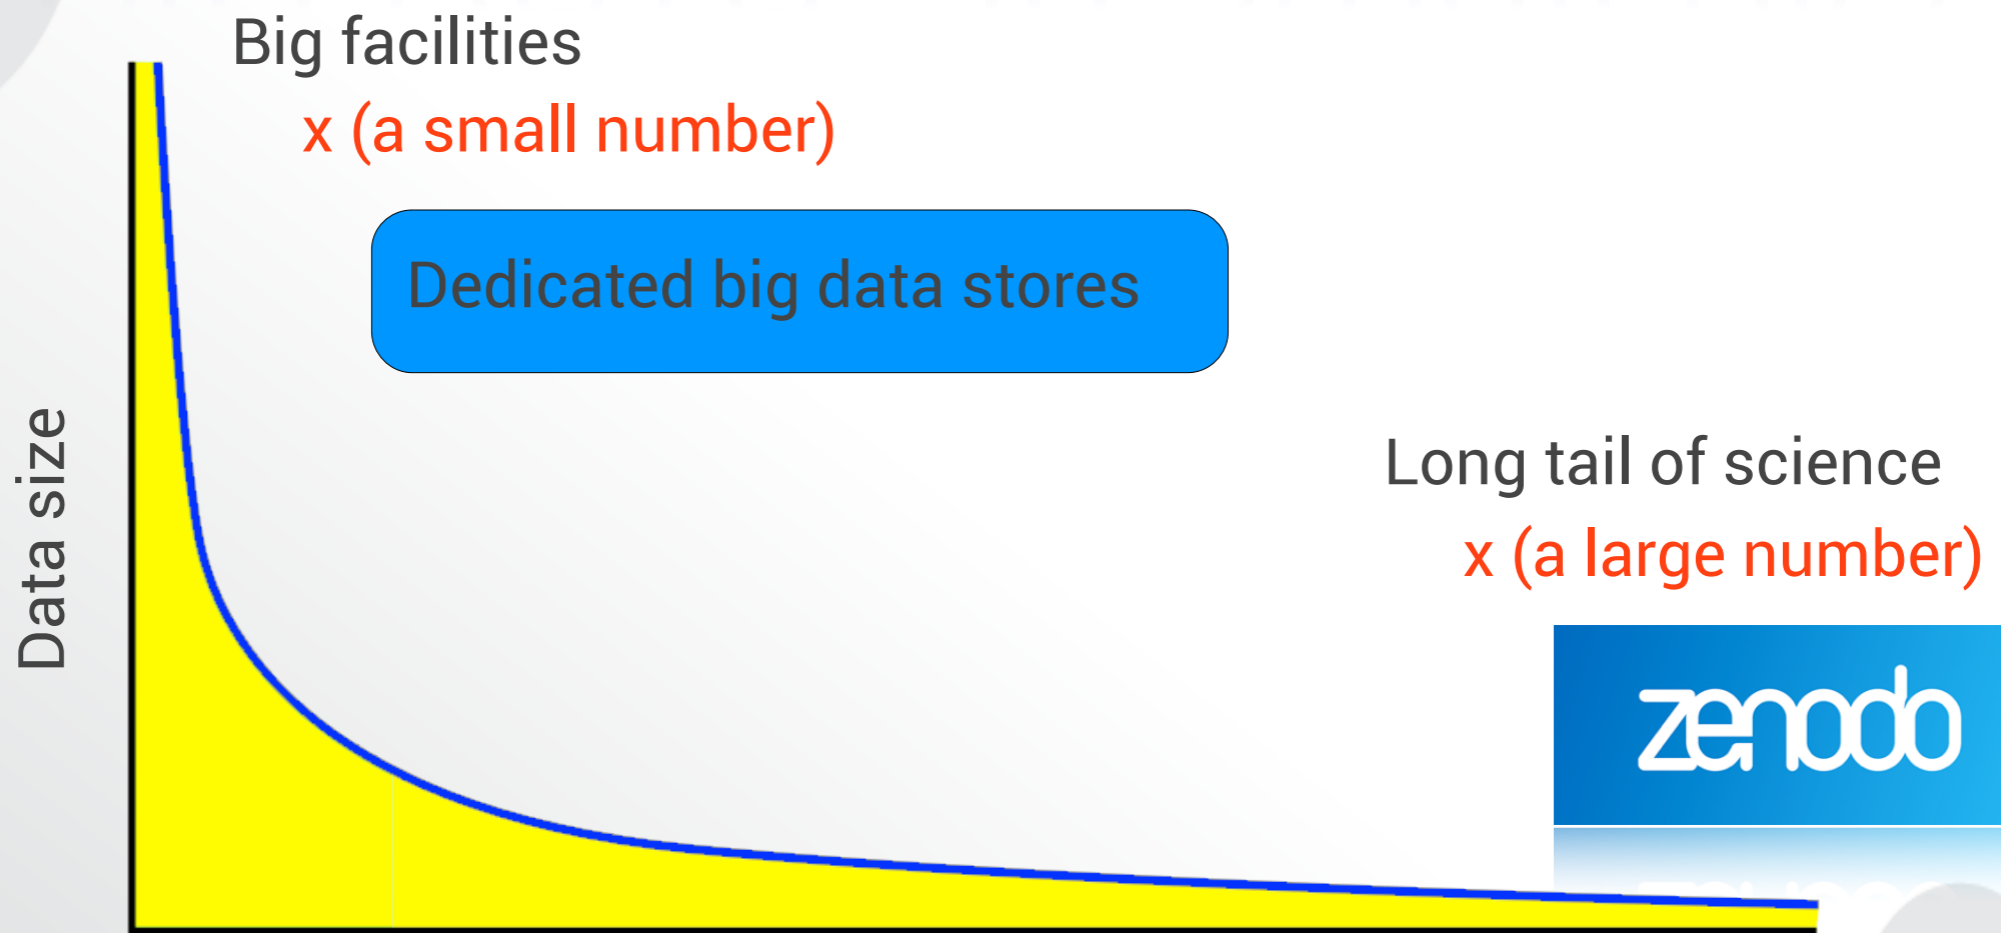 Big facilities
x (a small number)
Dedicated big data stores
Data size
Long tail of science
x (a large number)
zenodo